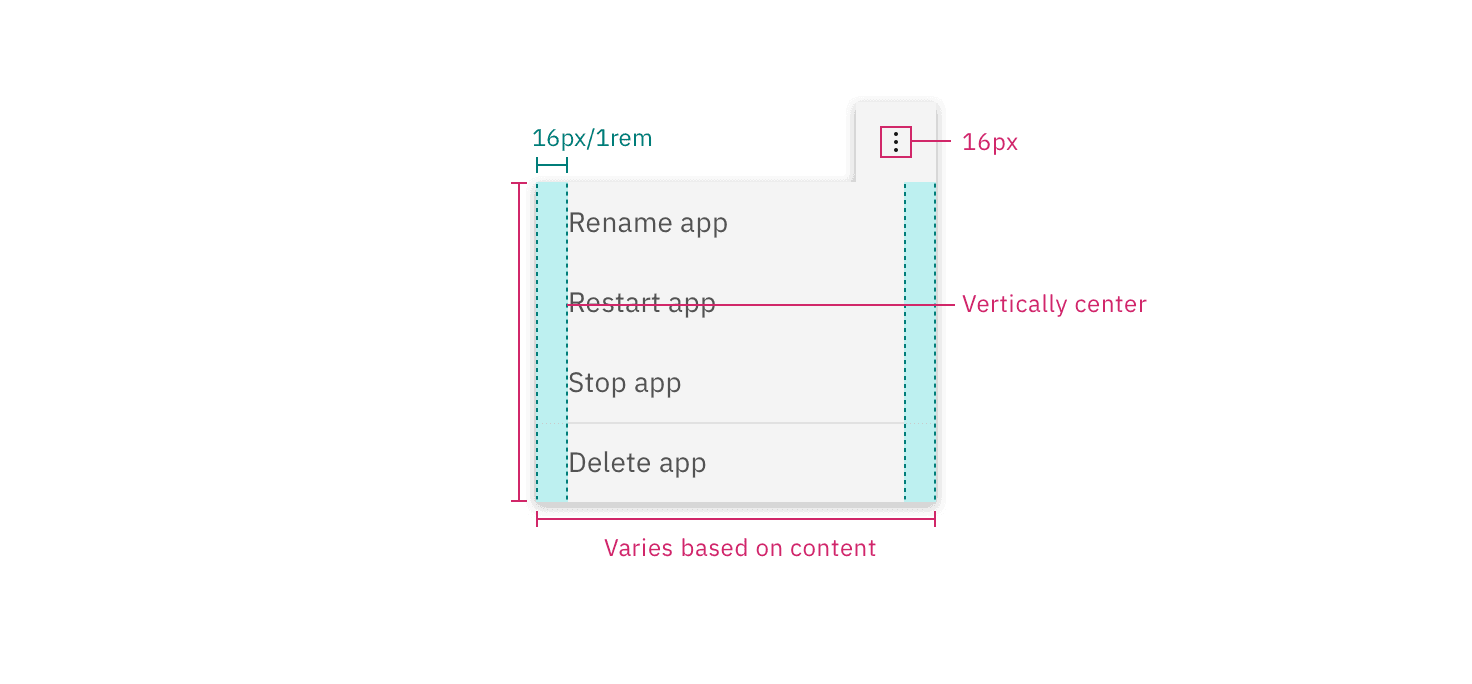 16px/1rem
16px
Rename app
Restart app
Vertically center
Stop app
Delete app
Varies based on content